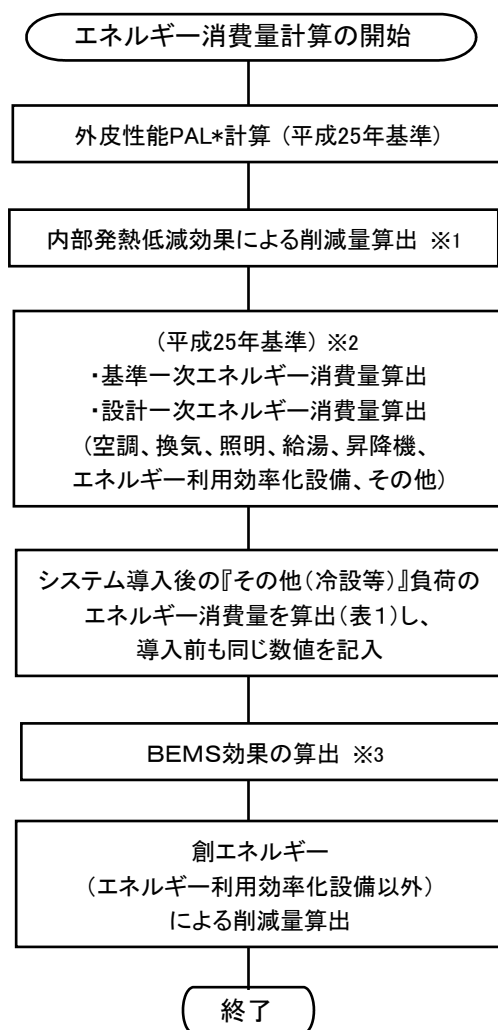 エネルギー消費量計算の開始
外皮性能PAL*計算（平成25年基準）
内部発熱低減効果による削減量算出 ※1
（平成25年基準）※2
・基準一次エネルギー消費量算出
・設計一次エネルギー消費量算出
（空調、換気、照明、給湯、昇降機、
エネルギー利用効率化設備、その他）
システム導入後の『その他（冷設等）』負荷の
エネルギー消費量を算出（表１）し、
導入前も同じ数値を記入
ＢＥＭＳ効果の算出 ※3
創エネルギー
（エネルギー利用効率化設備以外）
による削減量算出
終了